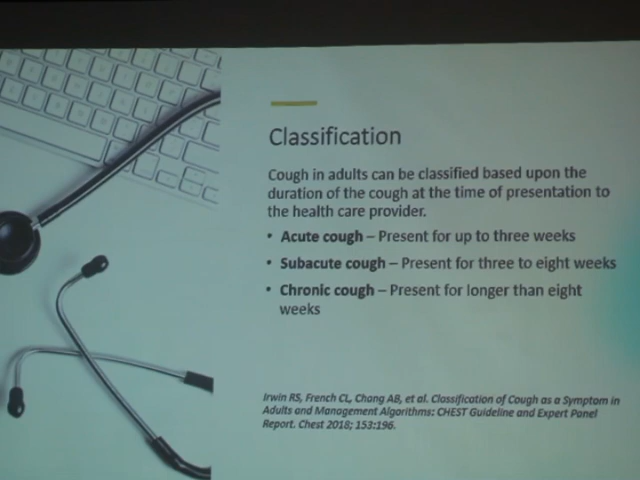 Classification
Cough in adults can be classified based upon the
duration of the cough at the time of presentation to
the health care provider.
• Acute cough – Present for up to three weeks
• Subacute cough – Present for three to eight weeks
• Chronic cough – Present for longer than eight
weeks
Irwin RS, French CL, Chang AB, et al. Classification of Cough as a Symptom in
Adults and Management Algorithms: CHEST Guideline and Expert Panel
Report. Chest 2018; 153:196.